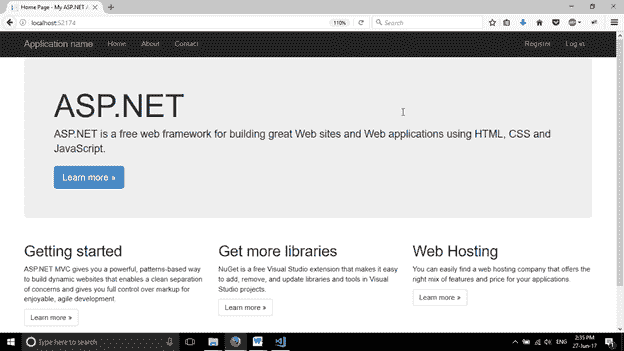 Home Page - My ASP.NET A
localhost:52174
110%
Search
Application name Home About Contact Register Log in
ASP.NET
ASP.NET is a free web framework for building great Web sites and Web applications using HTML, CSS and
JavaScript.
Learn more »
Getting started
ASP.NET MVC gives you a powerful, patterns-based way
to build dynamic websites that enables a clean separation
of concerns and gives you full control over markup for
enjoyable, agile development.
Learn more »
Get more libraries
NuGet is a free Visual Studio extension that makes it easy
to add, remove, and update libraries and tools in Visual
Studio projects.
Learn more »
Web Hosting
You can easily find a web hosting company that offers the
right mix of features and price for your applications.
Learn more »
Type here to search
ENG
2:35 PM
27-Jun-17